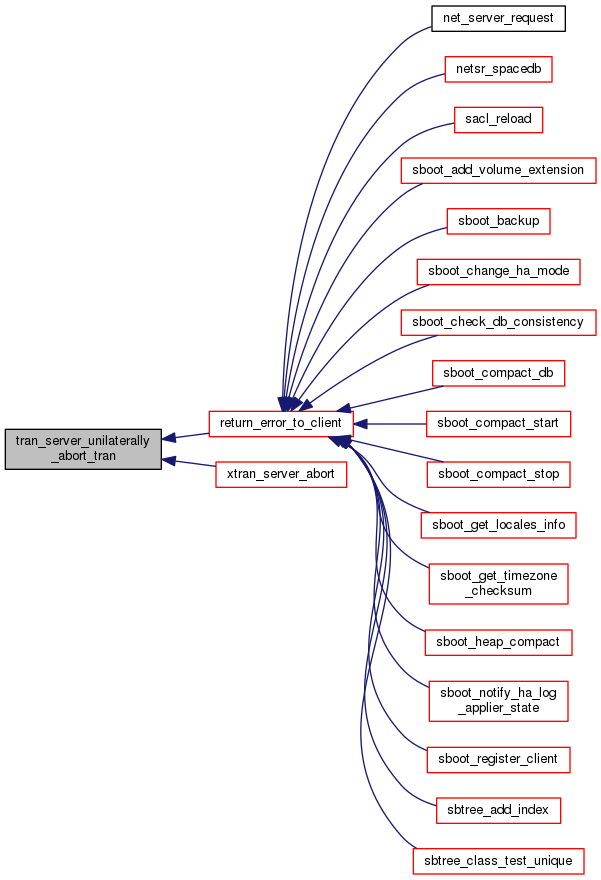 net_server_request
netsr_spacedb
sacl_reload
sboot_add_volume_extension
sboot_backup
sboot_change_ha_mode
sboot_check_db_consistency
sboot_compact_db
return_error_to_client
sboot_compact_start
tran_server_unilaterally
_abort_tran
xtran_server_abort
sboot_compact_stop
sboot_get_locales_info
sboot_get_timezone
_checksum
sboot_heap_compact
sboot_notify_ha_log
_applier_state
sboot_register_client
sbtree_add_index
sbtree_class_test_unique